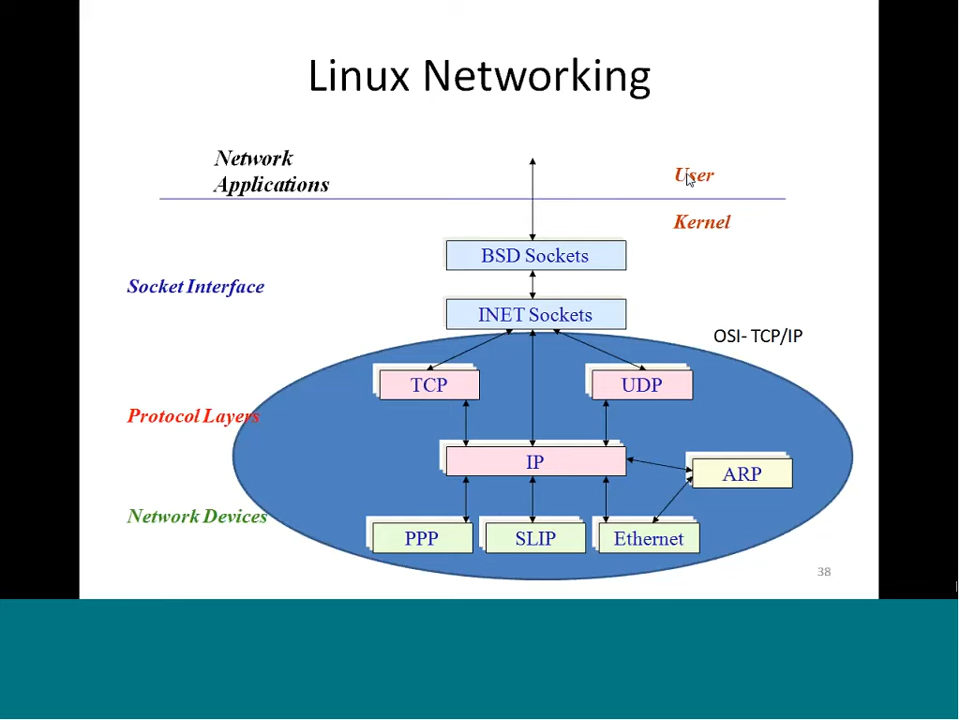 Linux Networking
Network
Applications
User
Kernel
BSD Sockets
Socket Interface
INET Sockets
OSI- TCP/IP
TCP
UDP
Protocol Layers
IP
ARP
Network Devices
PPP
SLIP
Ethernet
38